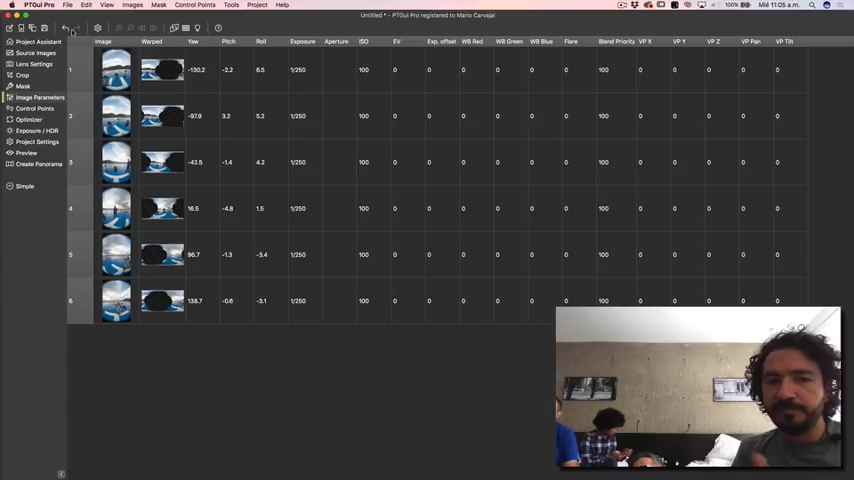 PTGui Pro File Edit View Images Mask Control Points Tools Project Help 100% Mié 11:05 a.m.
Untitled * - PTGui Pro registered to Mario Carvajal
Project Assistant
Source Images
Lens Settings
Crop
Mask
Image Parameters
Control Points
Optimizer
Exposure / HDR
Project Settings
Preview
Create Panorama
Simple
Image Warped Yaw Pitch Roll Exposure Aperture ISO EV Exp. offset WB Red WB Green WB Blue Flare Blend Priority VP X VP Y VP Z VP Pan VP Tilt
1 -130.2 -2.2 6.5 1/250 100 0 0 0 0 0 0 100 0 0 0 0 0
2 -97.9 3.2 5.2 1/250 100 0 0 0 0 0 0 100 0 0 0 0 0
3 -42.5 -1.4 4.2 1/250 100 0 0 0 0 0 0 100 0 0 0 0 0
4 16.5 -4.8 1.5 1/250 100 0 0 0 0 0 0 100 0 0 0 0 0
5 96.7 -1.3 -3.4 1/250 100 0 0 0 0 0 0 100 0 0 0 0 0
6 138.7 -0.6 -3.1 1/250 100 0 0 0 0 0 0 100 0 0 0 0 0